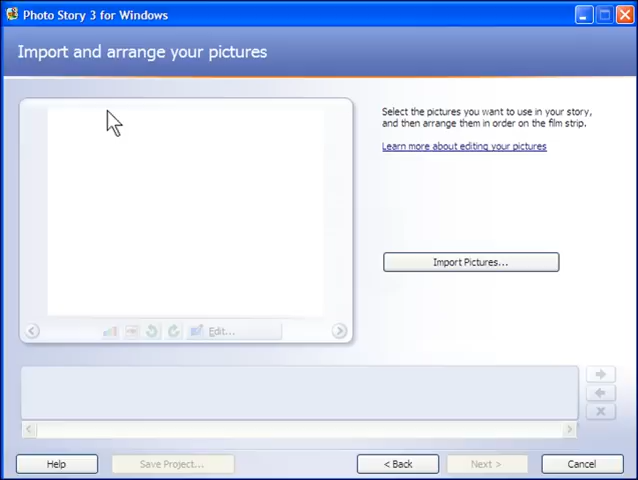 Photo Story 3 for Windows
Import and arrange your pictures
Select the pictures you want to use in your story,
and then arrange them in order on the film strip.
Learn more about editing your pictures
Import Pictures...
Edit...
Help
Save Project...
< Back
Next >
Cancel